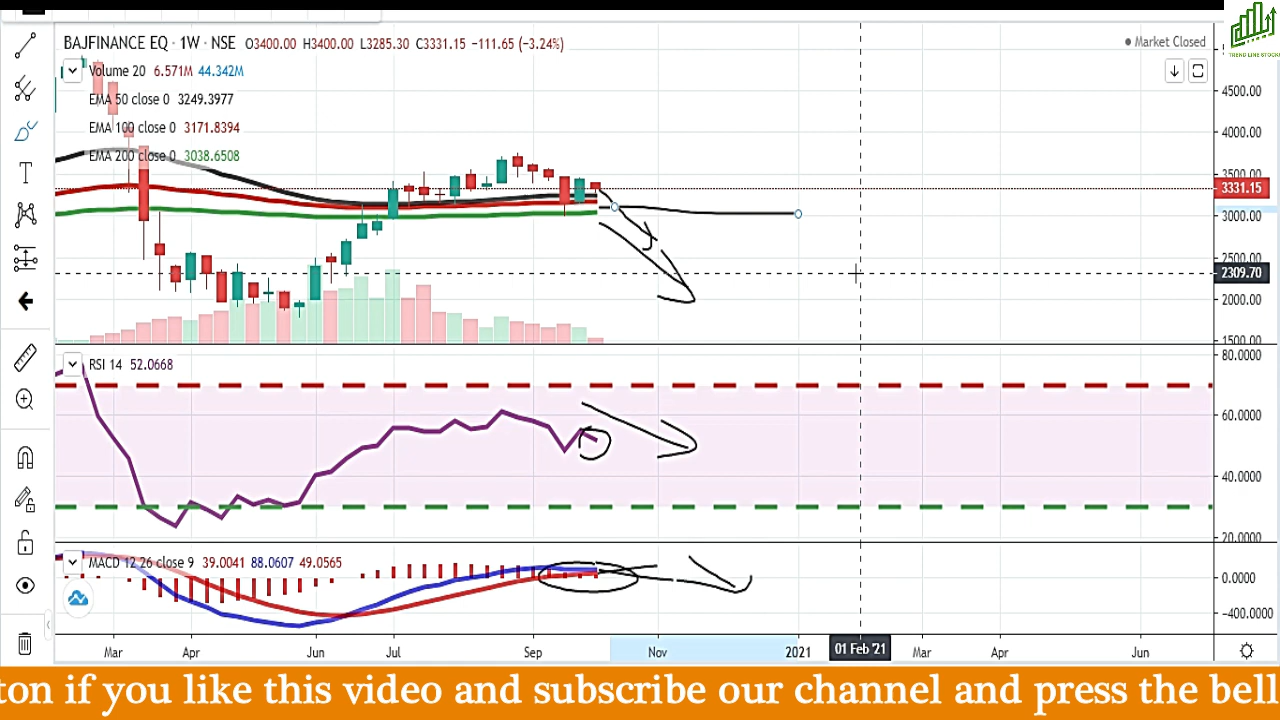 BAJFINANCE EQ · 1W · NSE O3400.00 H3400.00 L3285.30 C3331.15 −111.65 (−3.24%)
Market Closed
TREND LINE STOCK
Volume 20 6.571M 44.342M
EMA 50 close 0 3249.3977
EMA 100 close 0 3171.8394
EMA 200 close 0 3038.6508
4500.00
4000.00
3500.00
3331.15
3000.00
2500.00
2309.70
2000.00
1500.00
RSI 14 52.0668
80.0000
60.0000
40.0000
20.0000
MACD 12 26 close 9 39.0041 88.0607 49.0565
0.0000
−400.0000
Mar Apr Jun Jul Sep Nov 2021 01 Feb '21 Mar Apr Jun
ton if you like this video and subscribe our channel and press the bell